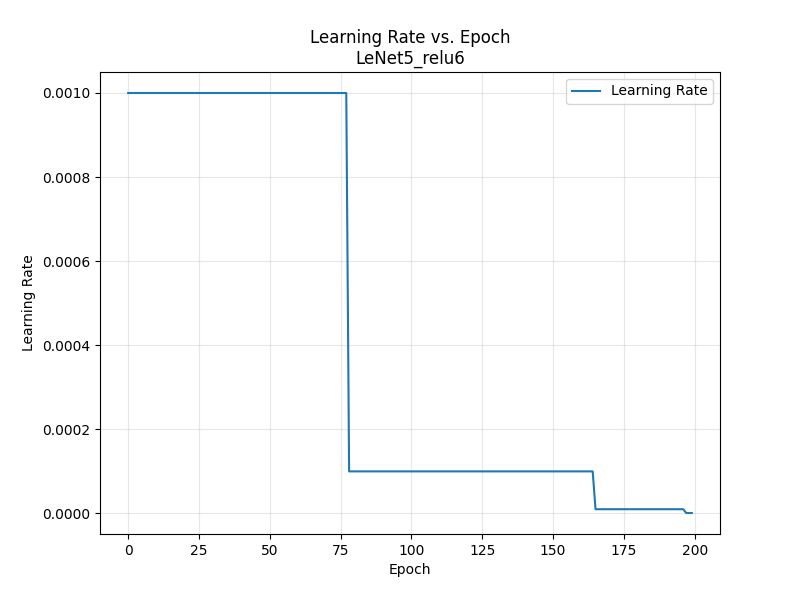 Learning Rate vs. Epoch
LeNet5_relu6
Learning Rate
0.0010
0.0008
0.0006
0.0004
0.0002
0.0000
Learning Rate
0 25 50 75 100 125 150 175 200
Epoch